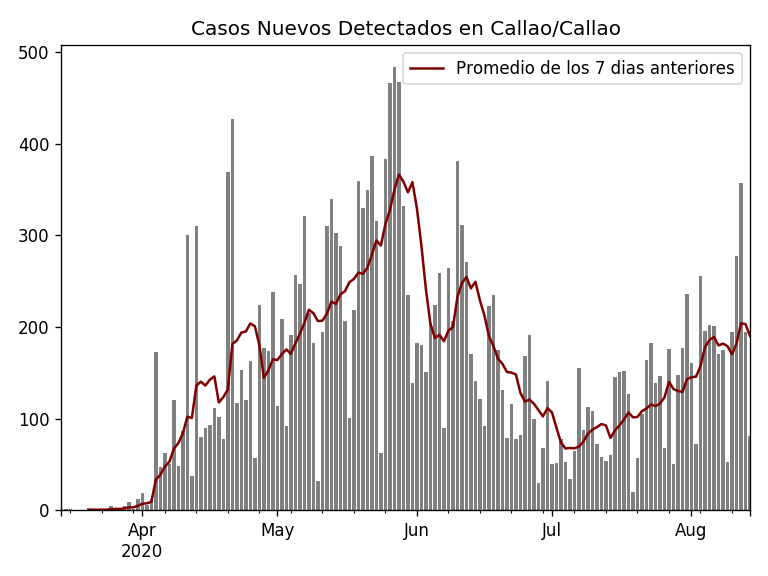 Casos Nuevos Detectados en Callao/Callao
Promedio de los 7 dias anteriores
500
400
300
200
100
0
Apr
2020
May
Jun
Jul
Aug